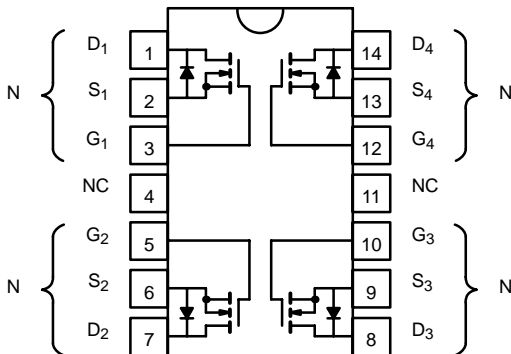 D1 1 14 D4
N S1 2 13 S4 N
G1 3 12 G4
NC 4 11 NC
G2 5 10 G3
N S2 6 9 S3 N
D2 7 8 D3